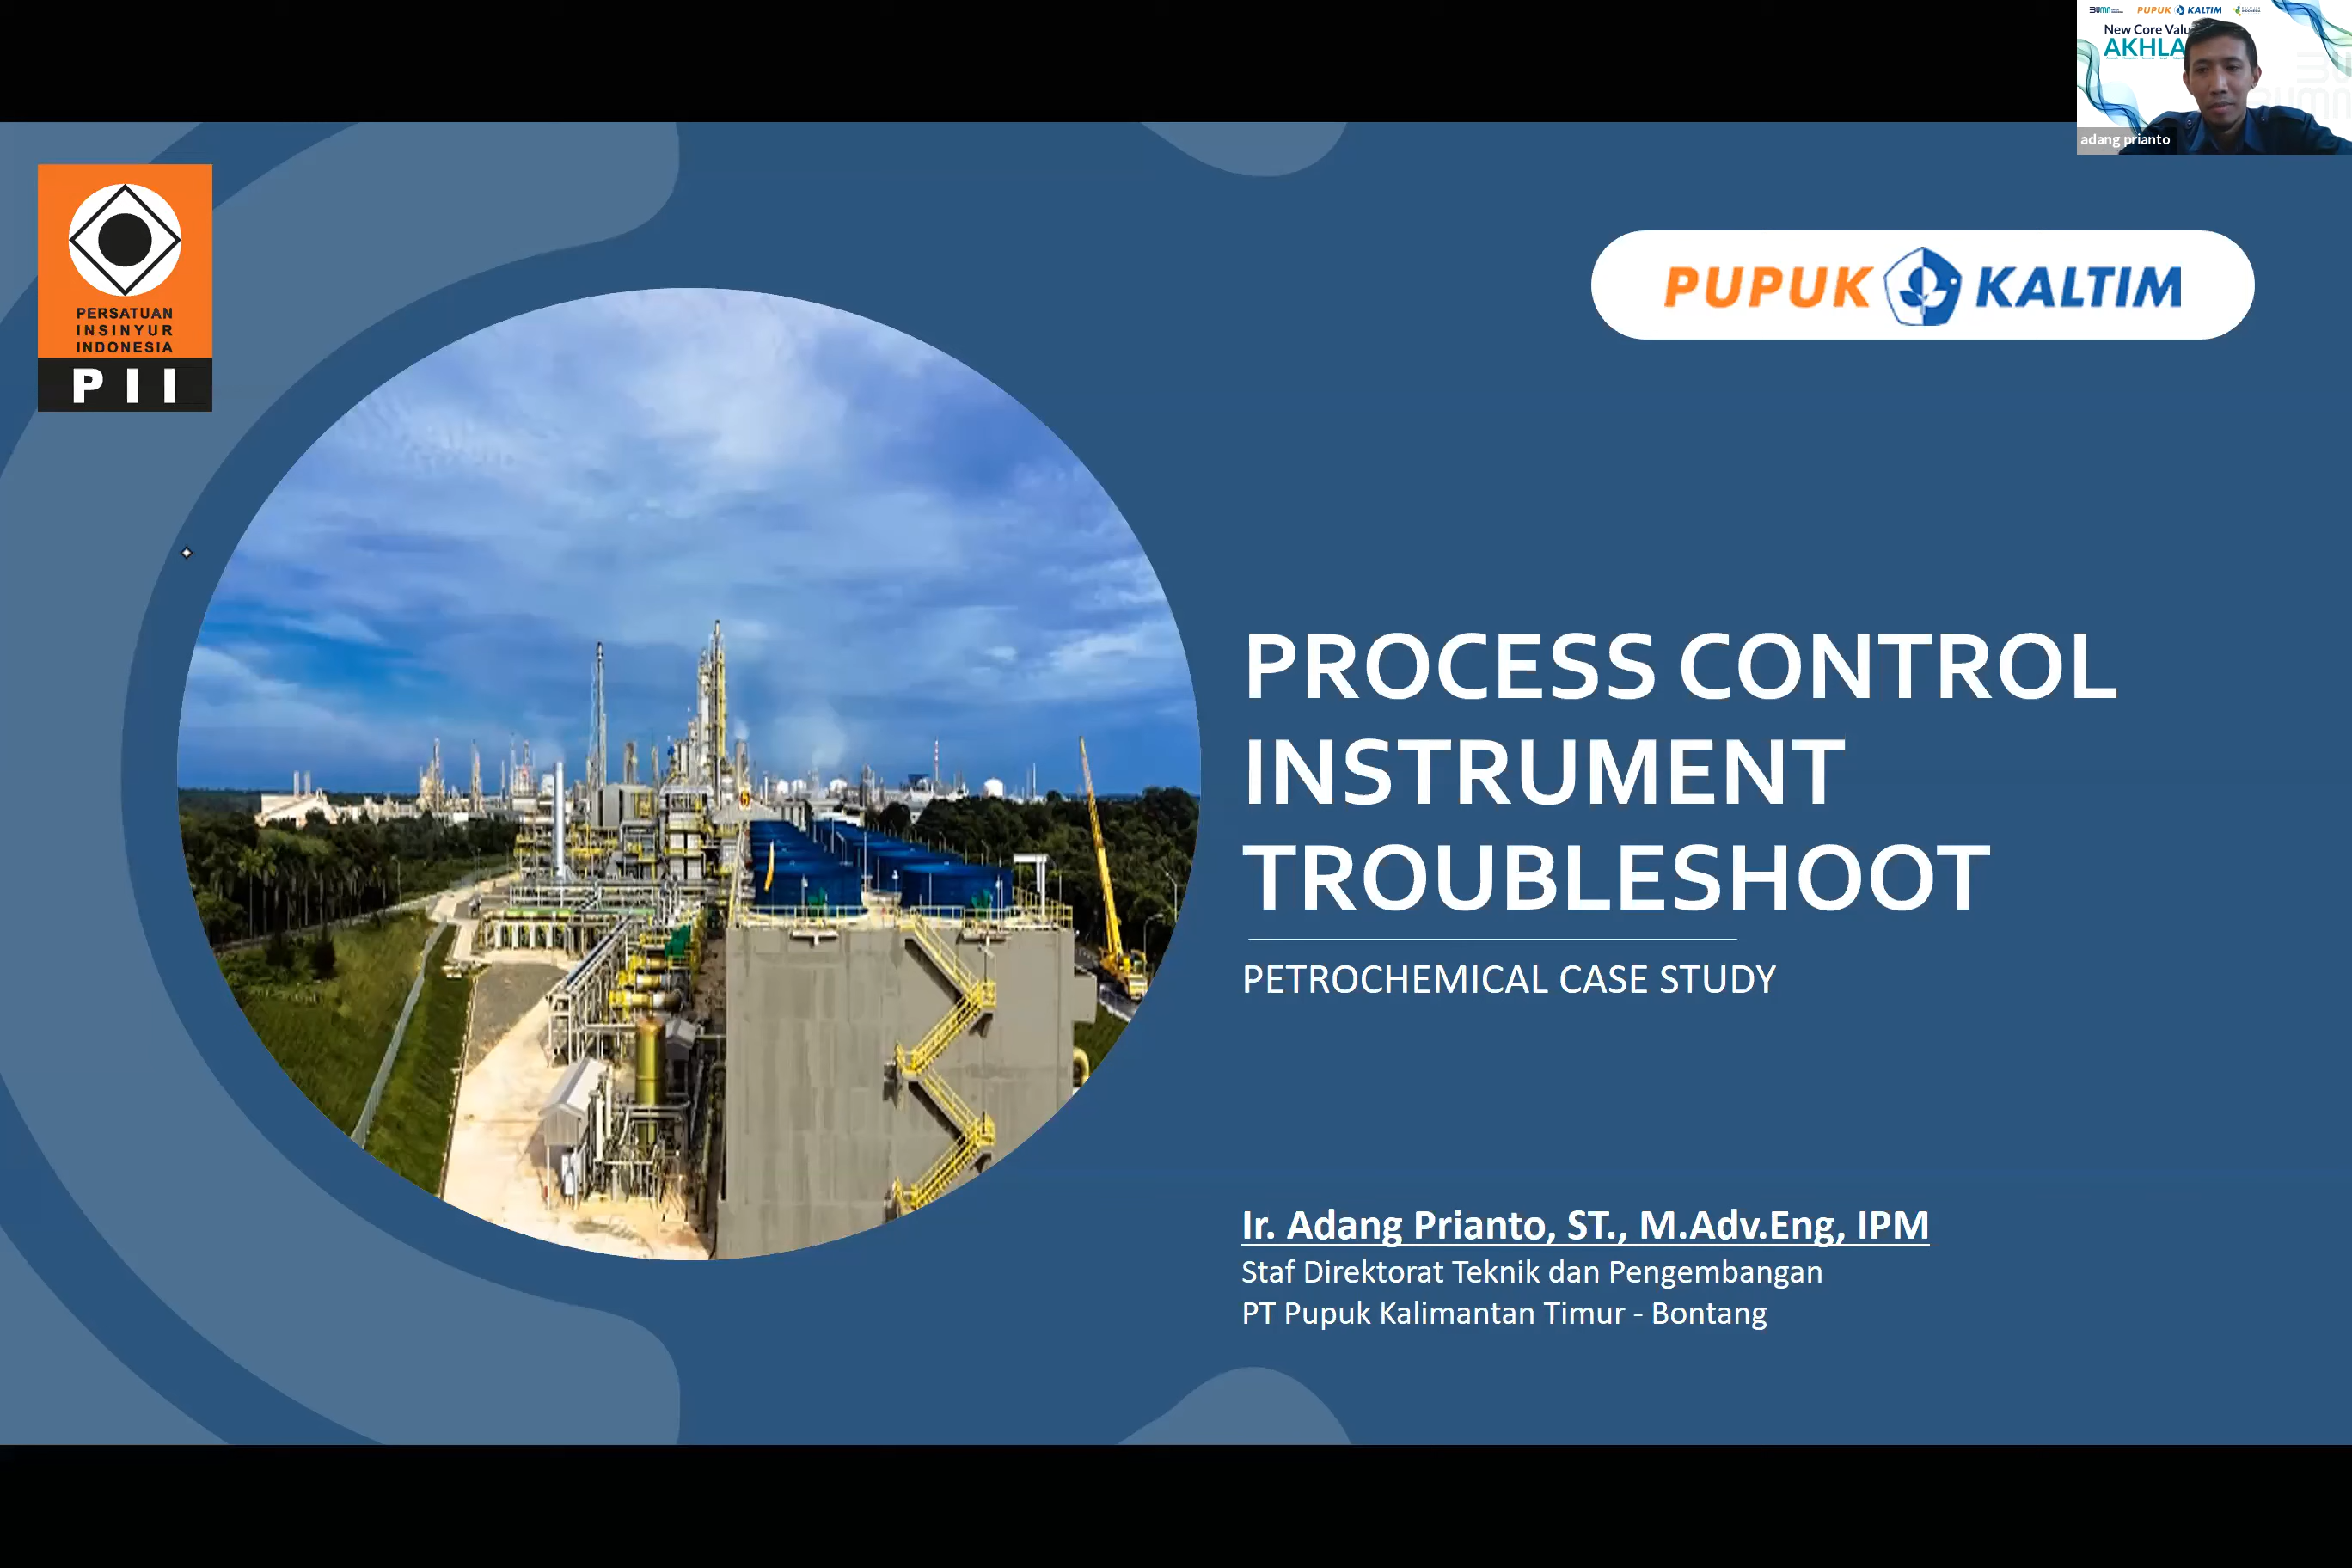 BUMN
PUPUK KALTIM
New Core Valu
AKHLA
adang prianto
PERSATUAN
INSINYUR
INDONESIA
PII
PUPUK KALTIM
PROCESS CONTROL
INSTRUMENT
TROUBLESHOOT
PETROCHEMICAL CASE STUDY
Ir. Adang Prianto, ST., M.Adv.Eng, IPM
Staf Direktorat Teknik dan Pengembangan
PT Pupuk Kalimantan Timur - Bontang